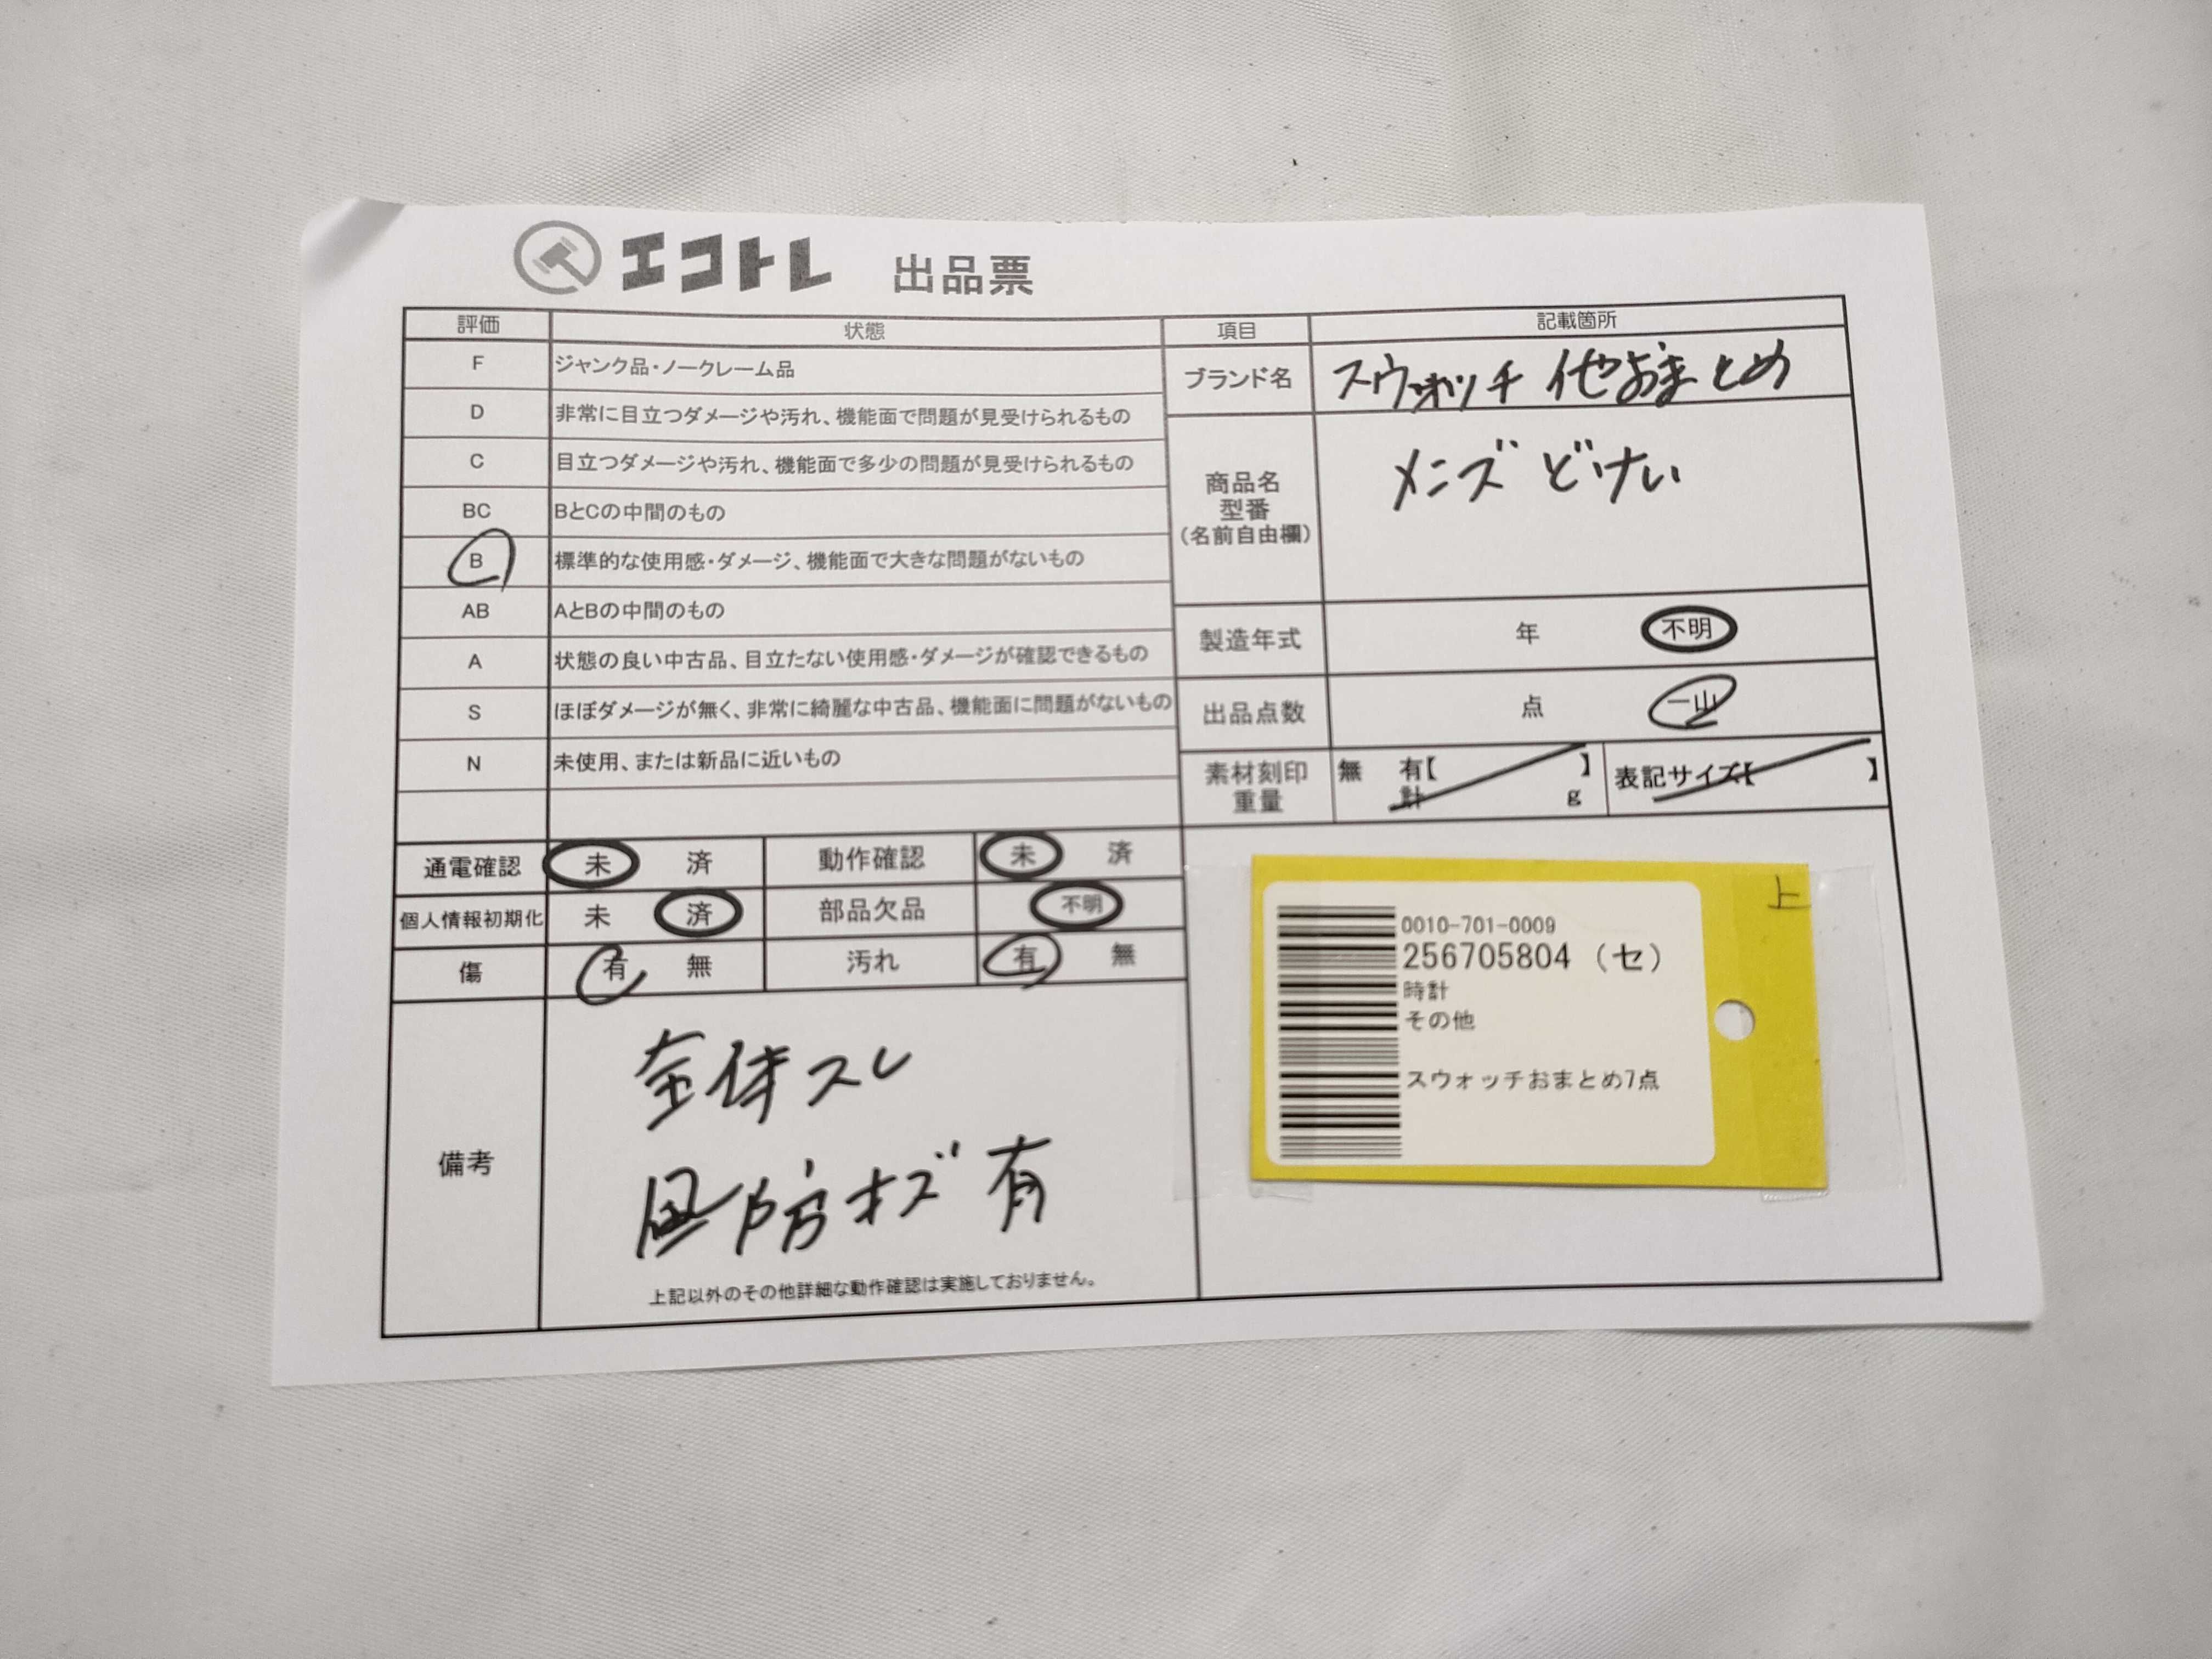 エコトレ 出品票
評価 状態
F ジャンク品・ノークレーム品
D 非常に目立つダメージや汚れ、機能面で問題が見受けられるもの
C 目立つダメージや汚れ、機能面で多少の問題が見受けられるもの
BC BとCの中間のもの
B 標準的な使用感・ダメージ、機能面で大きな問題がないもの
AB AとBの中間のもの
A 状態の良い中古品、目立たない使用感・ダメージが確認できるもの
S ほぼダメージが無く、非常に綺麗な中古品、機能面に問題がないもの
N 未使用、または新品に近いもの
通電確認 未 済 動作確認 未 済
個人情報初期化 未 済 部品欠品 不明
傷 有 無 汚れ 有 無
備考
全体スレ
風防キズ有
上記以外のその他詳細な動作確認は実施しておりません。
項目 記載箇所
ブランド名 スウォッチ 他おまとめ
商品名
型番
(名前自由欄)
メンズ どけい
製造年式 年 不明
出品点数 点 一山
素材刻印 無 有【 】 表記サイズ【 】
重量 計 g
上
0010-701-0009
256705804 (セ)
時計
その他
スウォッチおまとめ7点